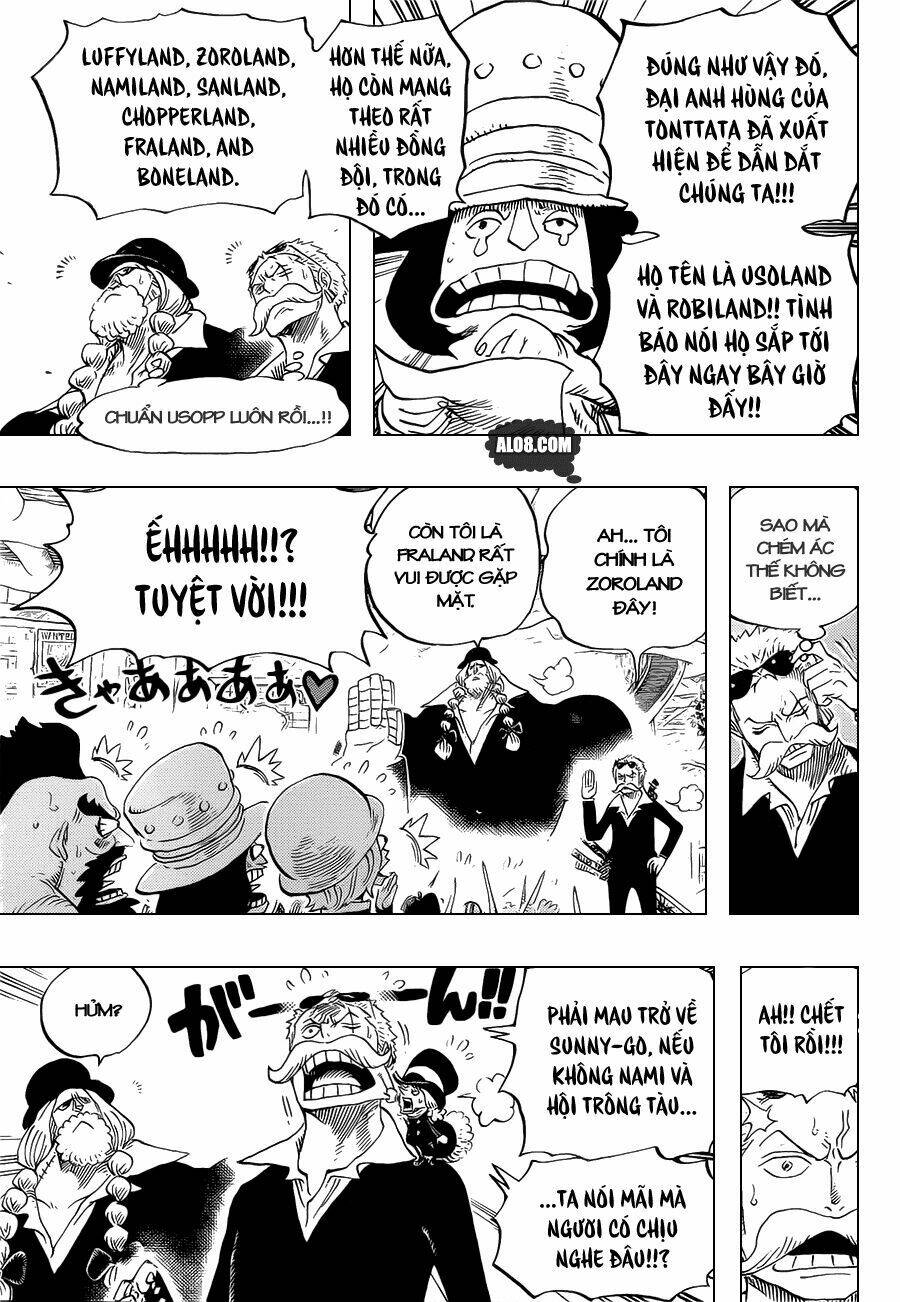 ĐÚNG NHƯ VẬY ĐÓ,
ĐẠI ANH HÙNG CỦA
TONTTATA ĐÃ XUẤT
HIỆN ĐỂ DẪN DẮT
CHÚNG TA!!!
HỌ TÊN LÀ USOLAND
VÀ ROBILAND!! TÌNH
BÁO NÓI HỌ SẮP TỚI
ĐÂY NGAY BÂY GIỜ
ĐẤY!!
HƠN THẾ NỮA,
HỌ CÒN MANG
THEO RẤT
NHIỀU ĐỒNG
ĐỘI, TRONG
ĐÓ CÓ...
LUFFYLAND, ZOROLAND,
NAMILAND, SANLAND,
CHOPPERLAND,
FRALAND, AND
BONELAND.
CHUẨN USOPP LUÔN RỒI...!!
ALO8.COM
SAO MÀ
CHÉM ÁC
THẾ KHÔNG
BIẾT...
AH... TÔI
CHÍNH LÀ
ZOROLAND
ĐÂY!
CÒN TÔI LÀ
FRALAND, RẤT
VUI ĐƯỢC GẶP
MẶT.
ẾHHHHH!!?
TUYỆT VỜI!!!
きゃあああぁ♥
AH!! CHẾT
TÔI RỒI!!!
PHẢI MAU TRỞ VỀ
SUNNY-GO, NẾU
KHÔNG NAMI VÀ
HỘI TRÔNG TÀU...
...TA NÓI MÃI MÀ
NGƯƠI CÓ CHỊU
NGHE ĐÂU!!?
がーーん!!
HỬM?